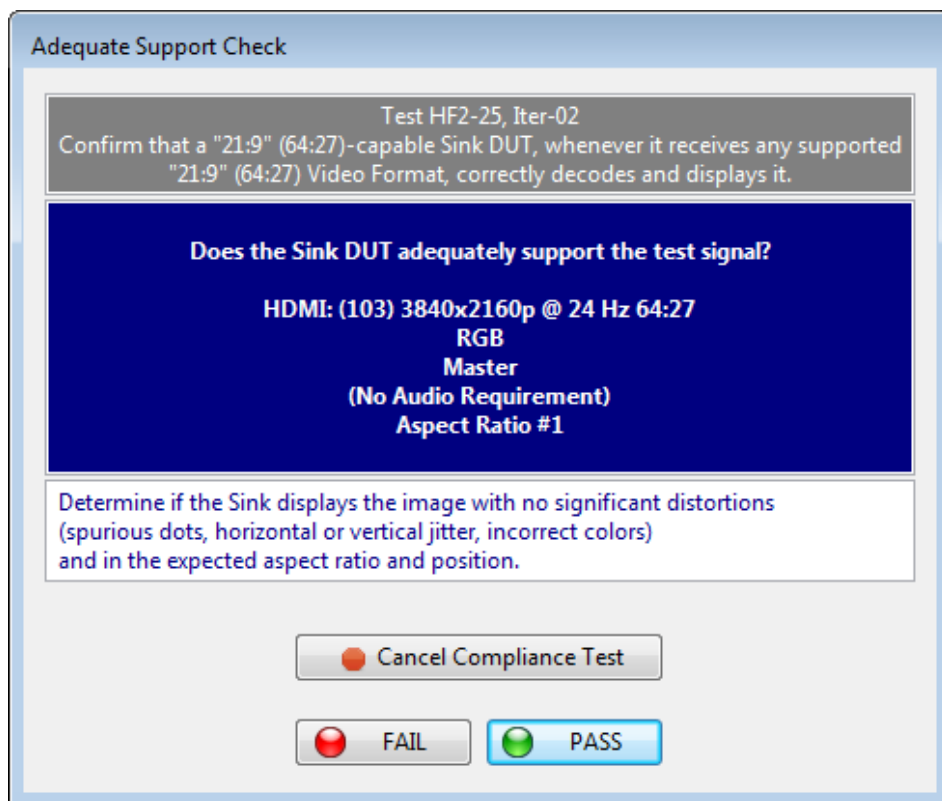 Adequate Support Check
Test HF2-25, Iter-02
Confirm that a "21:9" (64:27)-capable Sink DUT, whenever it receives any supported
"21:9" (64:27) Video Format, correctly decodes and displays it.
Does the Sink DUT adequately support the test signal?
HDMI: (103) 3840x2160p @ 24 Hz 64:27
RGB
Master
(No Audio Requirement)
Aspect Ratio #1
Determine if the Sink displays the image with no significant distortions
(spurious dots, horizontal or vertical jitter, incorrect colors)
and in the expected aspect ratio and position.
Cancel Compliance Test
FAIL PASS